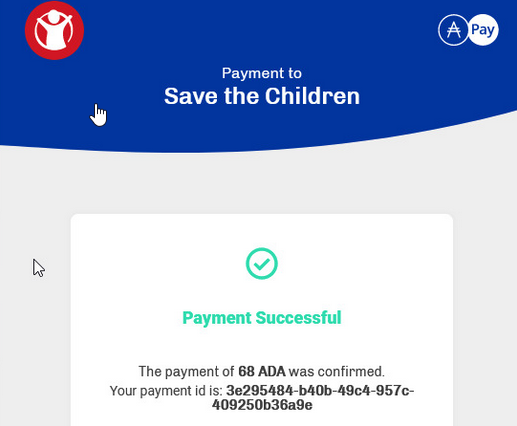 ₳ Pay
Payment to
Save the Children
Payment Successful
The payment of 68 ADA was confirmed.
Your payment id is: 3e295484-b40b-49c4-957c-
409250b36a9e